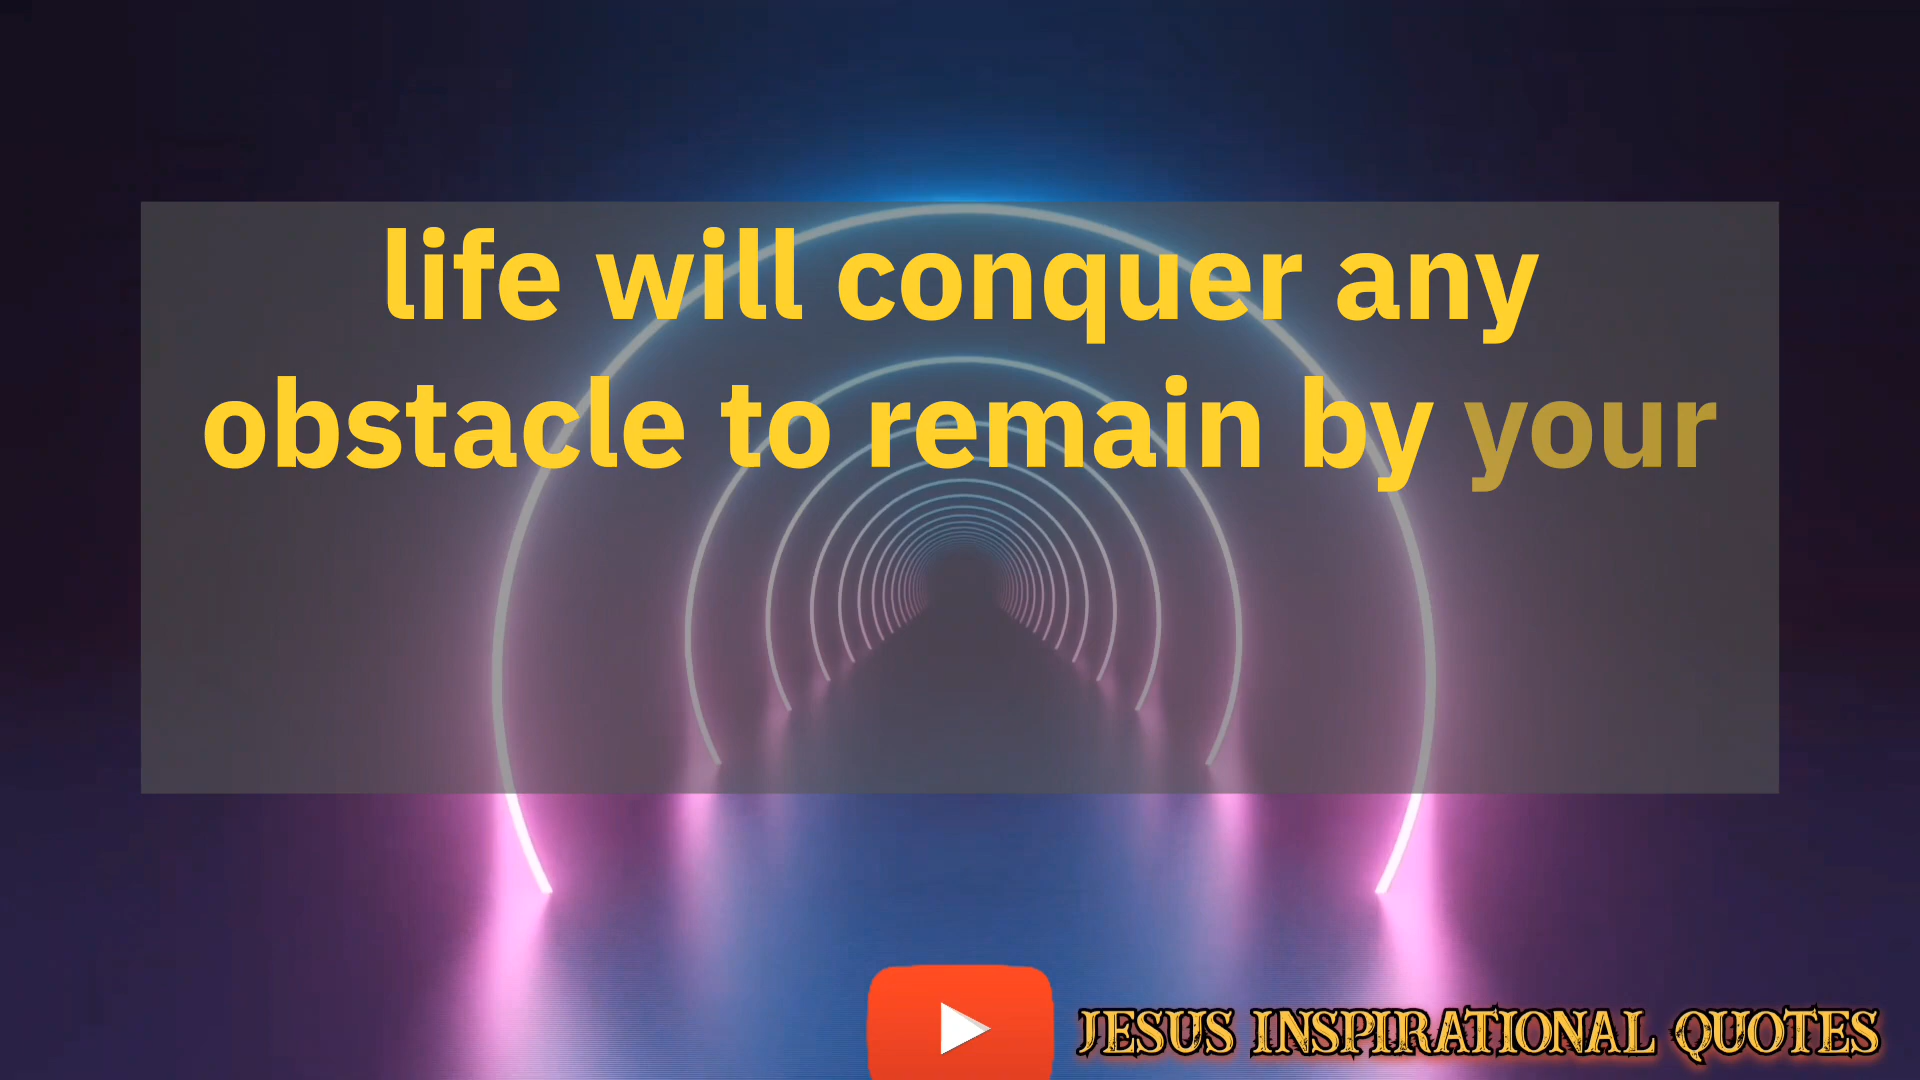 life will conquer any
obstacle to remain by your
JESUS INSPIRATIONAL QUOTES